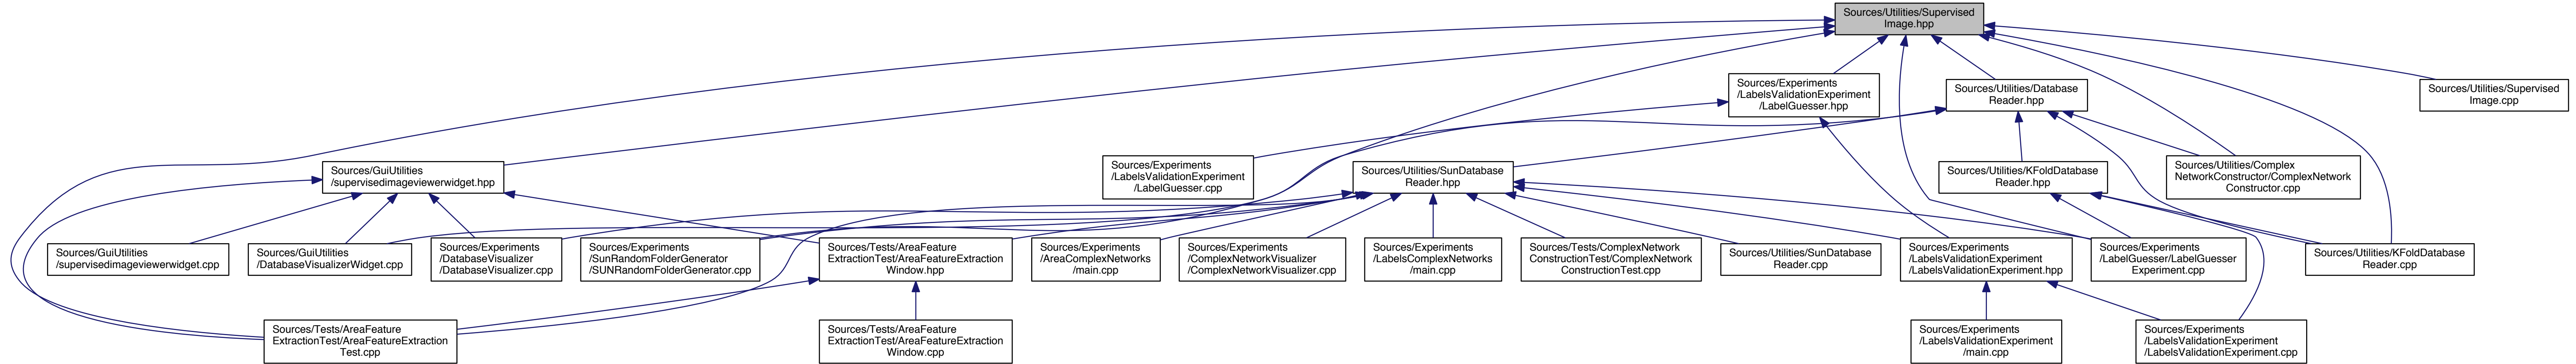 Sources/Utilities/Supervised
Image.hpp
Sources/Experiments
/LabelsValidationExperiment
/LabelGuesser.hpp
Sources/Utilities/Database
Reader.hpp
Sources/Utilities/Supervised
Image.cpp
Sources/GuiUtilities
/supervisedimageviewerwidget.hpp
Sources/Experiments
/LabelsValidationExperiment
/LabelGuesser.cpp
Sources/Utilities/SunDatabase
Reader.hpp
Sources/Utilities/KFoldDatabase
Reader.hpp
Sources/Utilities/Complex
NetworkConstructor/ComplexNetwork
Constructor.cpp
Sources/GuiUtilities
/supervisedimageviewerwidget.cpp
Sources/GuiUtilities
/DatabaseVisualizerWidget.cpp
Sources/Experiments
/DatabaseVisualizer
/DatabaseVisualizer.cpp
Sources/Experiments
/SunRandomFolderGenerator
/SUNRandomFolderGenerator.cpp
Sources/Tests/AreaFeature
ExtractionTest/AreaFeatureExtraction
Window.hpp
Sources/Experiments
/AreaComplexNetworks
/main.cpp
Sources/Experiments
/ComplexNetworkVisualizer
/ComplexNetworkVisualizer.cpp
Sources/Experiments
/LabelsComplexNetworks
/main.cpp
Sources/Tests/ComplexNetwork
ConstructionTest/ComplexNetwork
ConstructionTest.cpp
Sources/Utilities/SunDatabase
Reader.cpp
Sources/Experiments
/LabelsValidationExperiment
/LabelsValidationExperiment.hpp
Sources/Experiments
/LabelGuesser/LabelGuesser
Experiment.cpp
Sources/Utilities/KFoldDatabase
Reader.cpp
Sources/Tests/AreaFeature
ExtractionTest/AreaFeatureExtraction
Test.cpp
Sources/Tests/AreaFeature
ExtractionTest/AreaFeatureExtraction
Window.cpp
Sources/Experiments
/LabelsValidationExperiment
/main.cpp
Sources/Experiments
/LabelsValidationExperiment
/LabelsValidationExperiment.cpp